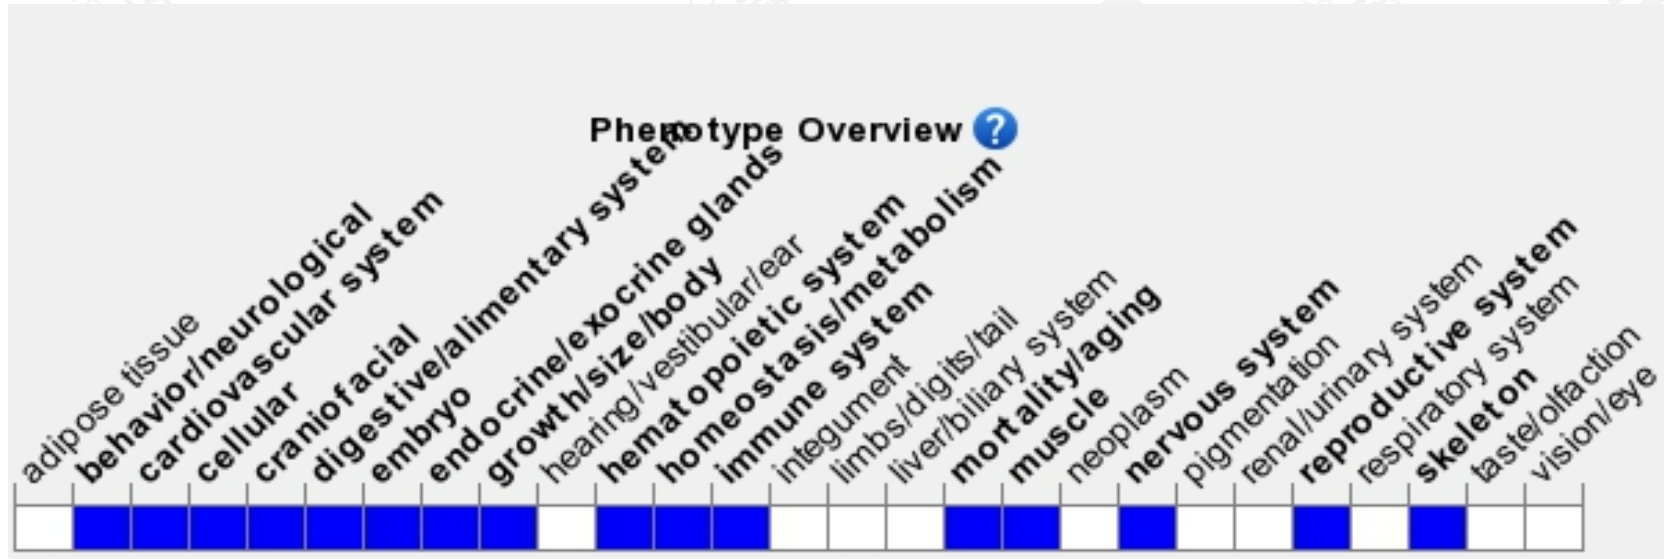 Phenotype Overview ?
adipose tissue
behavior/neurological
cardiovascular system
cellular
craniofacial
digestive/alimentary system
embryo
endocrine/exocrine glands
growth/size/body
hearing/vestibular/ear
hematopoietic system
homeostasis/metabolism
immune system
integument
limbs/digits/tail
liver/biliary system
mortality/aging
muscle
neoplasm
nervous system
pigmentation
renal/urinary system
reproductive system
respiratory system
skeleton
taste/olfaction
vision/eye